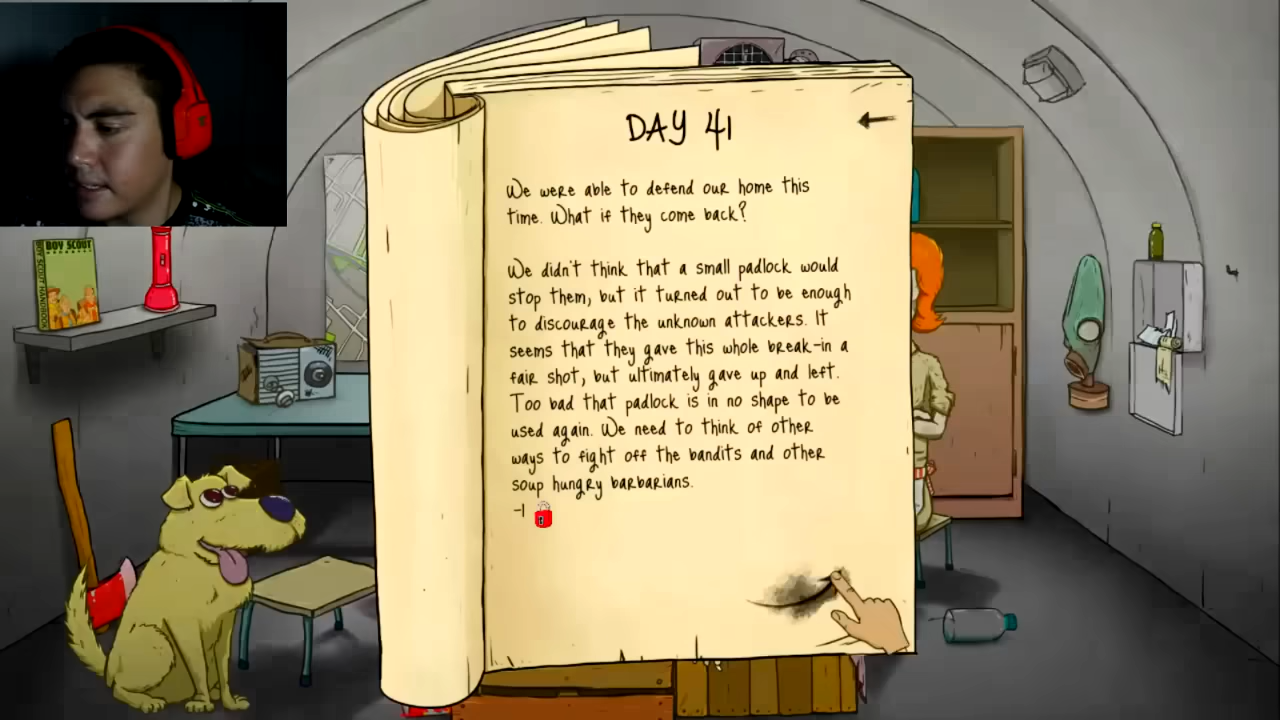 DAY 41
We were able to defend our home this
time. What if they come back?
We didn't think that a small padlock would
stop them, but it turned out to be enough
to discourage the unknown attackers. It
seems that they gave this whole break-in a
fair shot, but ultimately gave up and left.
Too bad that padlock is in no shape to be
used again. We need to think of other
ways to fight off the bandits and other
soup hungry barbarians.
-1
BOY SCOUT
BOY SCOUT HANDBOOK